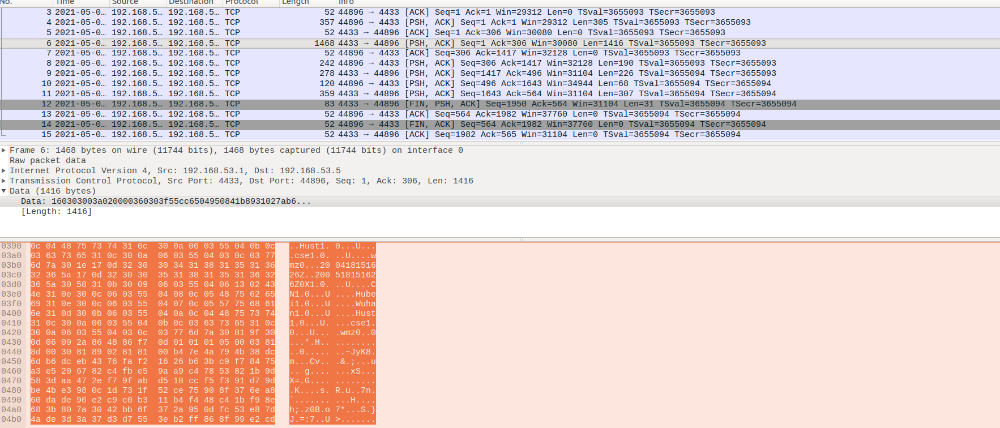 No. Time Source Destination Protocol Length Info
3 2021-05-0… 192.168.5… 192.168.5… TCP 52 44896 → 4433 [ACK] Seq=1 Ack=1 Win=29312 Len=0 TSval=3655093 TSecr=3655093
4 2021-05-0… 192.168.5… 192.168.5… TCP 357 44896 → 4433 [PSH, ACK] Seq=1 Ack=1 Win=29312 Len=305 TSval=3655093 TSecr=3655093
5 2021-05-0… 192.168.5… 192.168.5… TCP 52 4433 → 44896 [ACK] Seq=1 Ack=306 Win=30080 Len=0 TSval=3655093 TSecr=3655093
6 2021-05-0… 192.168.5… 192.168.5… TCP 1468 4433 → 44896 [PSH, ACK] Seq=1 Ack=306 Win=30080 Len=1416 TSval=3655093 TSecr=3655093
7 2021-05-0… 192.168.5… 192.168.5… TCP 52 44896 → 4433 [ACK] Seq=306 Ack=1417 Win=32128 Len=0 TSval=3655093 TSecr=3655093
8 2021-05-0… 192.168.5… 192.168.5… TCP 242 44896 → 4433 [PSH, ACK] Seq=306 Ack=1417 Win=32128 Len=190 TSval=3655093 TSecr=3655093
9 2021-05-0… 192.168.5… 192.168.5… TCP 278 4433 → 44896 [PSH, ACK] Seq=1417 Ack=496 Win=31104 Len=226 TSval=3655094 TSecr=3655093
10 2021-05-0… 192.168.5… 192.168.5… TCP 120 44896 → 4433 [PSH, ACK] Seq=496 Ack=1643 Win=34944 Len=68 TSval=3655094 TSecr=3655094
11 2021-05-0… 192.168.5… 192.168.5… TCP 359 4433 → 44896 [PSH, ACK] Seq=1643 Ack=564 Win=31104 Len=307 TSval=3655094 TSecr=3655094
12 2021-05-0… 192.168.5… 192.168.5… TCP 83 4433 → 44896 [FIN, PSH, ACK] Seq=1950 Ack=564 Win=31104 Len=31 TSval=3655094 TSecr=3655094
13 2021-05-0… 192.168.5… 192.168.5… TCP 52 44896 → 4433 [ACK] Seq=564 Ack=1982 Win=37760 Len=0 TSval=3655094 TSecr=3655094
14 2021-05-0… 192.168.5… 192.168.5… TCP 52 44896 → 4433 [FIN, ACK] Seq=564 Ack=1982 Win=37760 Len=0 TSval=3655094 TSecr=3655094
15 2021-05-0… 192.168.5… 192.168.5… TCP 52 4433 → 44896 [ACK] Seq=1982 Ack=565 Win=31104 Len=0 TSval=3655094 TSecr=3655094
Frame 6: 1468 bytes on wire (11744 bits), 1468 bytes captured (11744 bits) on interface 0
Raw packet data
Internet Protocol Version 4, Src: 192.168.53.1, Dst: 192.168.53.5
Transmission Control Protocol, Src Port: 4433, Dst Port: 44896, Seq: 1, Ack: 306, Len: 1416
Data (1416 bytes)
Data: 160303003a020000360303f55cc6504950841b8931027ab6...
[Length: 1416]
0390 0c 04 48 75 73 74 31 0c 30 0a 06 03 55 04 0b 0c ..Hust1. 0...U...
03a0 03 63 73 65 31 0c 30 0a 06 03 55 04 03 0c 03 77 .cse1.0. ..U....w
03b0 6d 7a 30 1e 17 0d 32 30 30 34 31 38 31 35 31 36 mz0...20 04181516
03c0 32 36 5a 17 0d 32 30 30 35 31 38 31 35 31 36 32 26Z..200 51815162
03d0 36 5a 30 58 31 0b 30 09 06 03 55 04 06 13 02 43 6Z0X1.0. ..U....C
03e0 4e 31 0e 30 0c 06 03 55 04 08 0c 05 48 75 62 65 N1.0...U ....Hube
03f0 69 31 0e 30 0c 06 03 55 04 07 0c 05 57 75 68 61 i1.0...U ....Wuha
0400 6e 31 0d 30 0b 06 03 55 04 0a 0c 04 48 75 73 74 n1.0...U ....Hust
0410 31 0c 30 0a 06 03 55 04 0b 0c 03 63 73 65 31 0c 1.0...U. ...cse1.
0420 30 0a 06 03 55 04 03 0c 03 77 6d 7a 30 81 9f 30 0...U... .wmz0..0
0430 0d 06 09 2a 86 48 86 f7 0d 01 01 01 05 00 03 81 ...*.H.. ........
0440 8d 00 30 81 89 02 81 81 00 b4 7e 4a 79 4b 38 dc ..0..... ..~JyK8.
0450 6d b6 dc eb 43 76 fa f2 16 26 b6 3b c9 f7 84 75 m...Cv.. .&.;...u
0460 a3 e5 20 67 82 c4 fb e5 9a a9 c4 78 53 82 1b 9d .. g.... ...xS...
0470 58 3d aa 47 2e f7 9f ab d5 18 cc f5 f3 91 d7 9d X=.G.... ........
0480 be 4b e3 98 0c 1d 73 1f 52 ce 75 90 8f 37 6e a8 .K....s. R.u..7n.
0490 60 da de 96 e2 c9 c0 b3 11 b4 f4 48 c4 1b f9 8e `....... ...H....
04a0 68 3b 80 7a 30 42 bb 6f 37 2a 95 0d fc 53 e8 7d h;.z0B.o 7*...S.}
04b0 4a de 3d 3a 37 d3 d7 55 3e b2 ff 86 8f 99 e2 cd J.=:7..U >.......